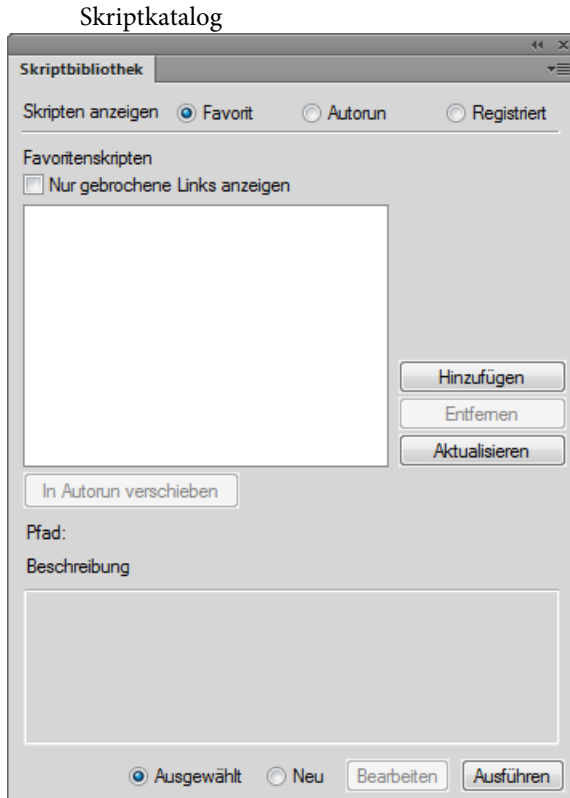 Skriptkatalog
Skriptbibliothek
Skripten anzeigen Favorit Autorun Registriert
Favoritenskripten
Nur gebrochene Links anzeigen
Hinzufügen
Entfernen
Aktualisieren
In Autorun verschieben
Pfad:
Beschreibung
Ausgewählt Neu Bearbeiten Ausführen